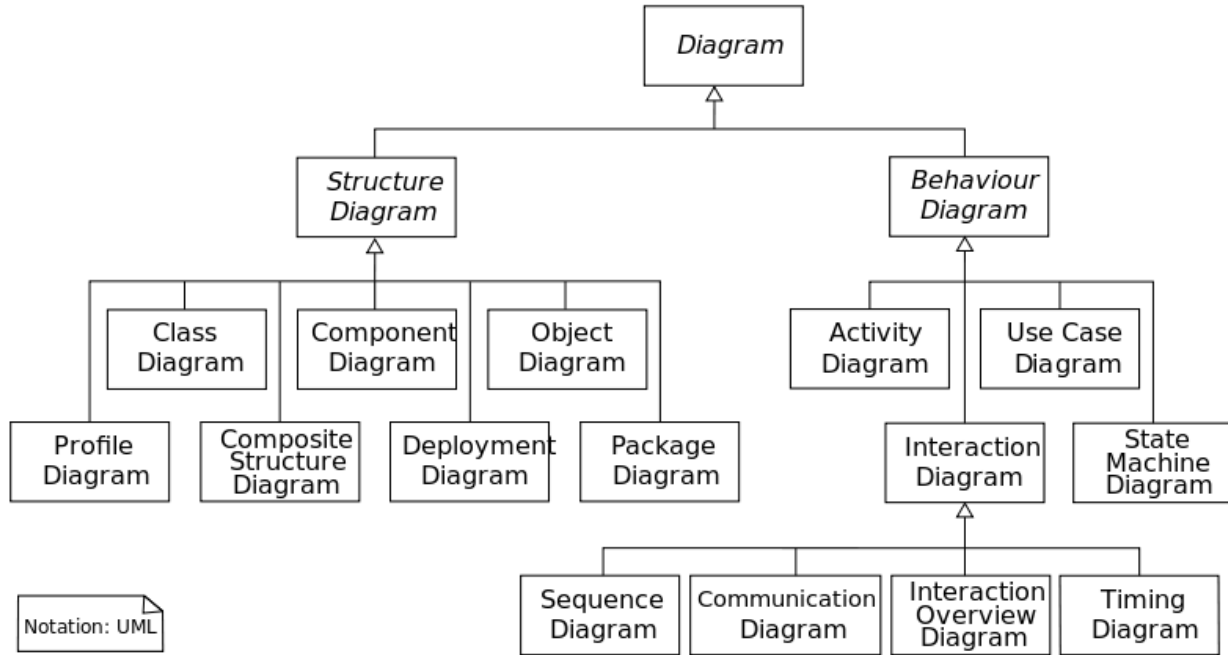 Diagram
Structure
Diagram
Behaviour
Diagram
Class
Diagram
Component
Diagram
Object
Diagram
Activity
Diagram
Use Case
Diagram
Profile
Diagram
Composite
Structure
Diagram
Deployment
Diagram
Package
Diagram
Interaction
Diagram
State
Machine
Diagram
Sequence
Diagram
Communication
Diagram
Interaction
Overview
Diagram
Timing
Diagram
Notation: UML